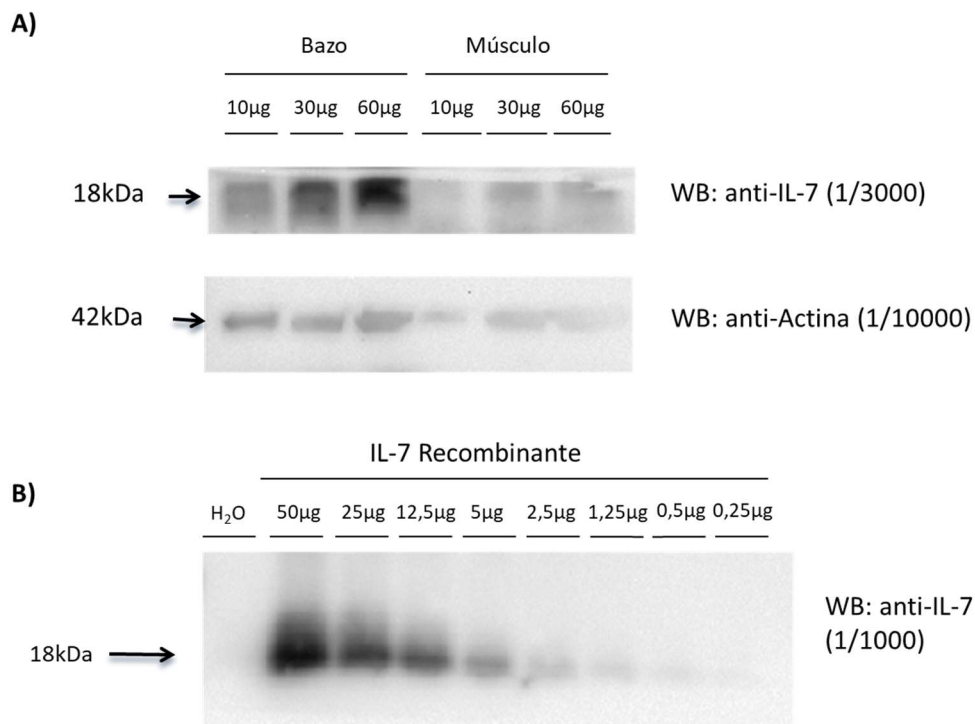 A)
Bazo Músculo
10µg 30µg 60µg 10µg 30µg 60µg
18kDa WB: anti-IL-7 (1/3000)
42kDa WB: anti-Actina (1/10000)
IL-7 Recombinante
B)
H₂O 50µg 25µg 12,5µg 5µg 2,5µg 1,25µg 0,5µg 0,25µg
WB: anti-IL-7
(1/1000)
18kDa